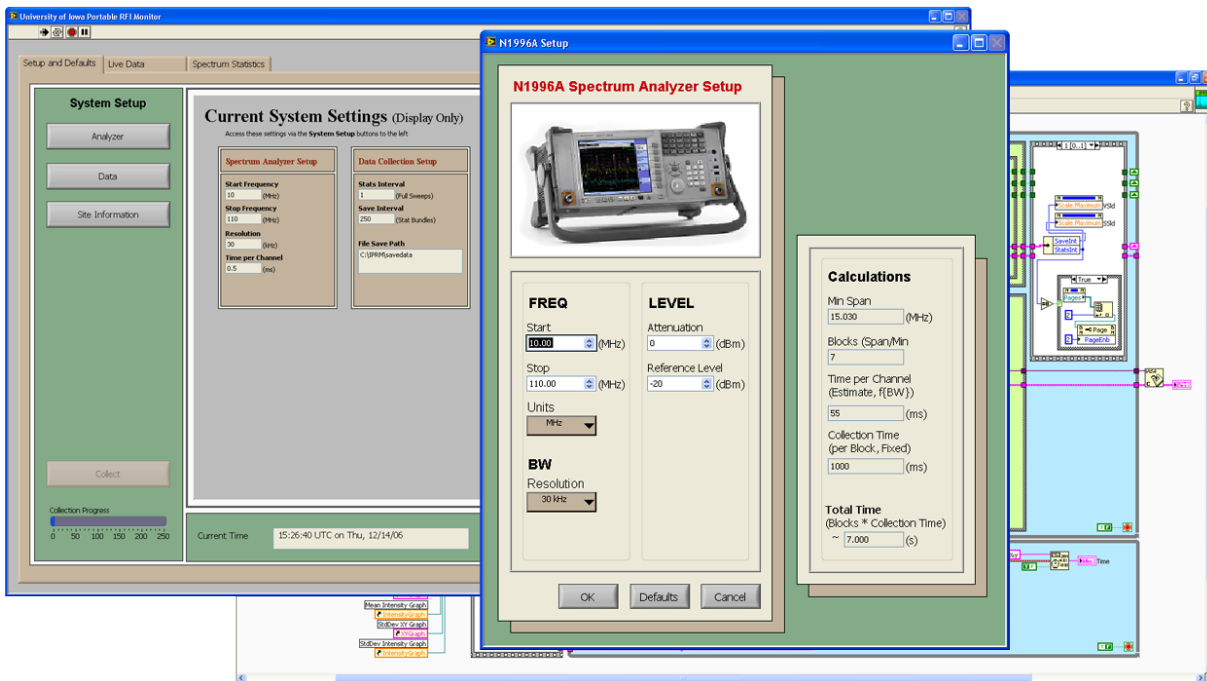 University of Iowa Portable RFI Monitor
Setup and Defaults
Live Data
Spectrum Statistics
System Setup
Analyzer
Data
Site Information
Collect
Collection Progress
0 50 100 150 200 250
Current System Settings (Display Only)
Access these settings via the System Setup buttons to the left
Spectrum Analyzer Setup
Start Frequency
10 (MHz)
Stop Frequency
110 (MHz)
Resolution
30 (kHz)
Time per Channel
0.5 (ms)
Data Collection Setup
Stats Interval
1 (Full Sweeps)
Save Interval
250 (Stat Bundles)
File Save Path
C:\IPRM\savedata
Current Time
15:26:40 UTC on Thu, 12/14/06
N1996A Setup
N1996A Spectrum Analyzer Setup
FREQ
Start
10.00 (MHz)
Stop
110.00 (MHz)
Units
MHz
BW
Resolution
30 kHz
LEVEL
Attenuation
0 (dBm)
Reference Level
-20 (dBm)
OK
Defaults
Cancel
Calculations
Min Span
15.030 (MHz)
Blocks (Span/Min
7
Time per Channel
(Estimate, f{BW})
55 (ms)
Collection Time
(per Block, Fixed)
1000 (ms)
Total Time
(Blocks * Collection Time)
~ 7.000 (s)
1 [0..1]
Scale.Maximum VSld
Scale.Maximum SSld
SaveInt
StatsInt
True
Pages
2
Page
2 PageEnb
Time
Mean Intensity Graph
IntensityGraph
StdDev XY Graph
XYGraph
StdDev Intensity Graph
IntensityGraph